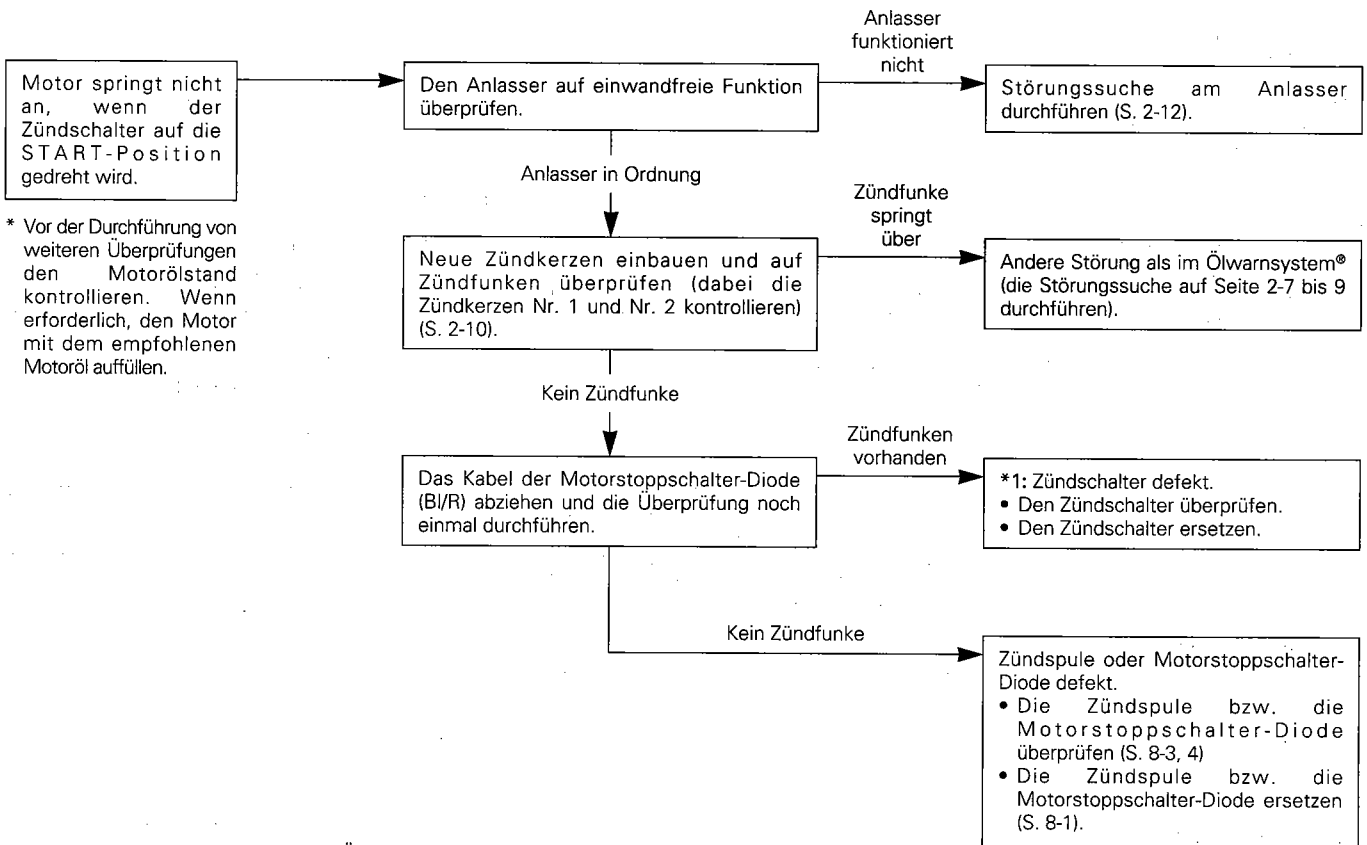 Anlasser
funktioniert
nicht
Motor springt nicht
an, wenn der
Zündschalter auf die
START-Position
gedreht wird.
Den Anlasser auf einwandfreie Funktion
überprüfen.
Störungssuche am Anlasser
durchführen (S. 2-12).
Anlasser in Ordnung
* Vor der Durchführung von
weiteren Überprüfungen
den Motorölstand
kontrollieren. Wenn
erforderlich, den Motor
mit dem empfohlenen
Motoröl auffüllen.
Zündfunke
springt
über
Neue Zündkerzen einbauen und auf
Zündfunken überprüfen (dabei die
Zündkerzen Nr. 1 und Nr. 2 kontrollieren)
(S. 2-10).
Andere Störung als im Ölwarnsystem®
(die Störungssuche auf Seite 2-7 bis 9
durchführen).
Kein Zündfunke
Zündfunken
vorhanden
Das Kabel der Motorstoppschalter-Diode
(Bl/R) abziehen und die Überprüfung noch
einmal durchführen.
*1: Zündschalter defekt.
• Den Zündschalter überprüfen.
• Den Zündschalter ersetzen.
Kein Zündfunke
Zündspule oder Motorstoppschalter-
Diode defekt.
• Die Zündspule bzw. die
Motorstoppschalter-Diode
überprüfen (S. 8-3, 4)
• Die Zündspule bzw. die
Motorstoppschalter-Diode ersetzen
(S. 8-1).